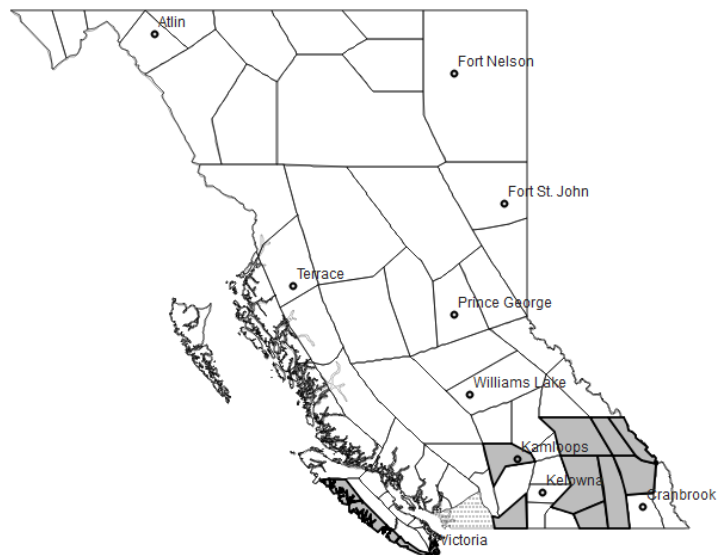 Atlin
Fort Nelson
Fort St. John
Terrace
Prince George
Williams Lake
Kamloops
Kelowna
Cranbrook
Victoria